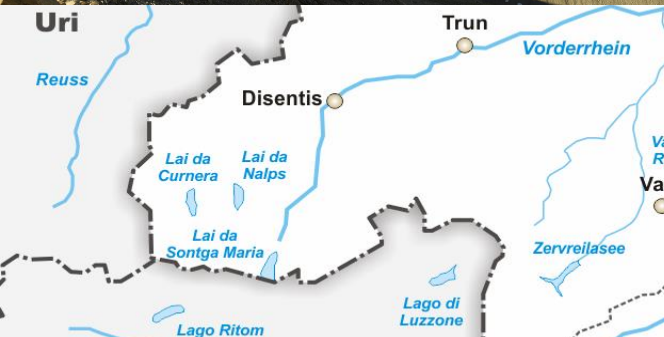 Uri
Trun
Vorderrhein
Reuss
Disentis
Lai da
Curnera
Lai da
Nalps
Lai da
Sontga Maria
Zervreilasee
Lago di
Luzzone
Lago Ritom